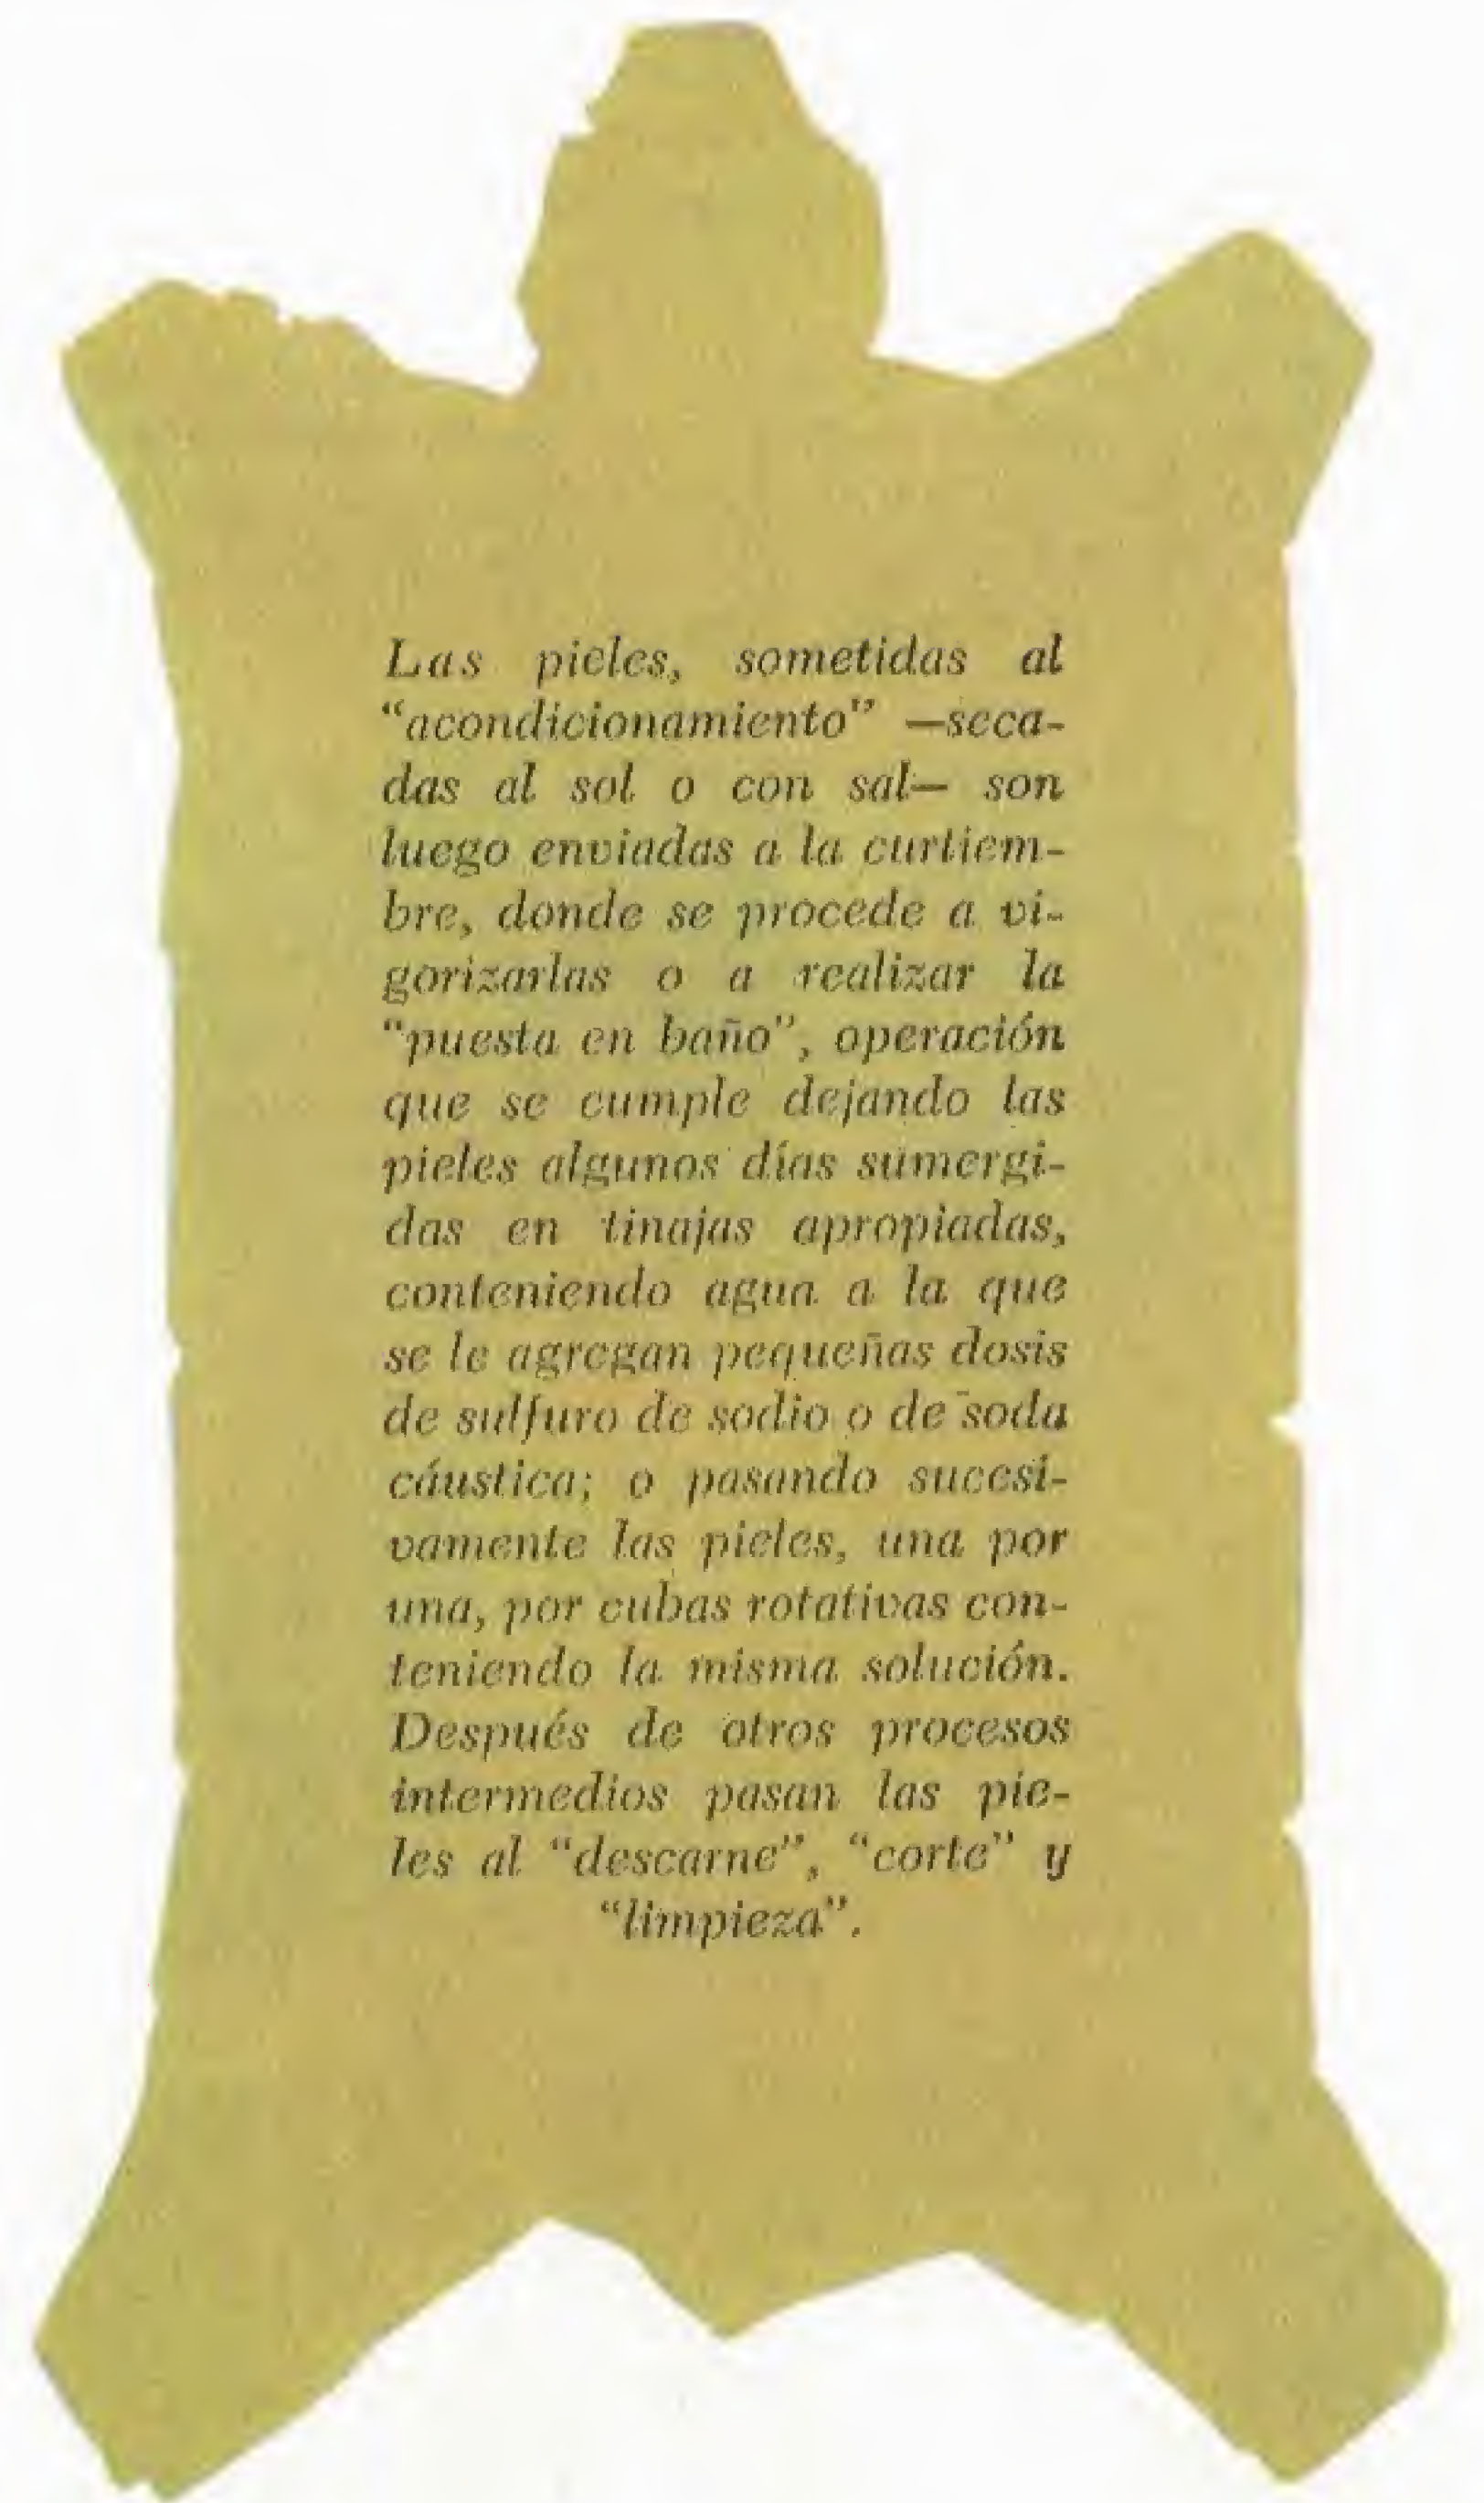 Las pieles, sometidas al
“acondicionamiento” —seca-
das al sol o con sal— son
luego enviadas a la curtiem-
bre, donde se procede a vi-
gorizarlas o a realizar la
“puesta en baño”, operación
que se cumple dejando las
pieles algunos días sumergi-
das en tinajas apropiadas,
conteniendo agua a la que
se le agregan pequeñas dosis
de sulfuro de sodio o de soda
cáustica; o pasando sucesi-
vamente las pieles, una por
una, por cubas rotativas con-
teniendo la misma solución.
Después de otros procesos
intermedios pasan las pie-
les al “descarne”, “corte” y
“limpieza”.